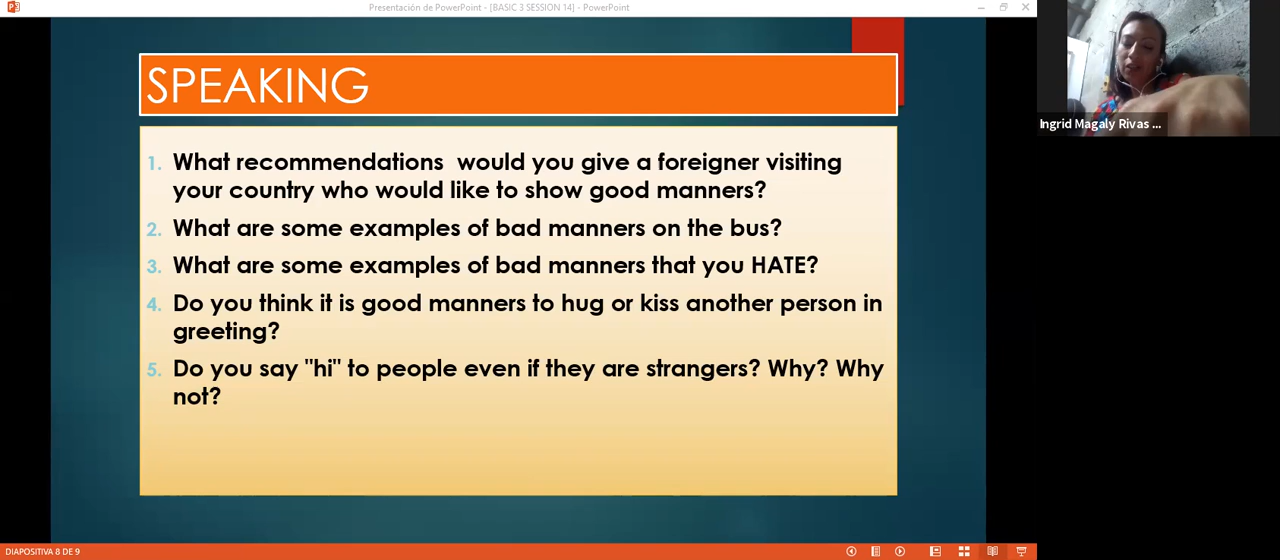 Presentación de PowerPoint - [BASIC 3 SESSION 14] - PowerPoint
SPEAKING
1. What recommendations  would you give a foreigner visiting
your country who would like to show good manners?
2. What are some examples of bad manners on the bus?
3. What are some examples of bad manners that you HATE?
4. Do you think it is good manners to hug or kiss another person in
greeting?
5. Do you say "hi" to people even if they are strangers? Why? Why
not?
Ingrid Magaly Rivas ...
DIAPOSITIVA 8 DE 9